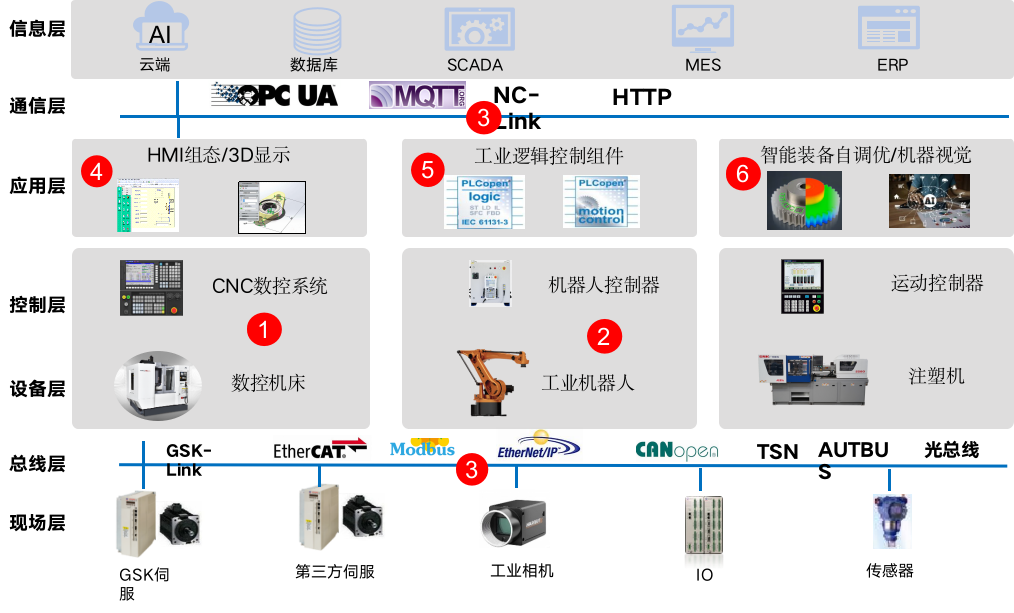 信息层
AI
云端
数据库
SCADA
MES
ERP
通信层
OPC UA
MQTT
.ORG
NC-
Link
HTTP
3
应用层
4
HMI组态/3D显示
5
工业逻辑控制组件
PLCopen
logic
ST LD IL
SFC FBD
IEC 61131-3
PLCopen
motion
control
6
智能装备自调优/机器视觉
AI
控制层
CNC数控系统
机器人控制器
运动控制器
1
2
设备层
数控机床
工业机器人
注塑机
总线层
GSK-
Link
EtherCAT
Modbus
EtherNet/IP
CANopen
TSN
AUTBU
S
光总线
3
现场层
GSK伺
服
第三方伺服
工业相机
IO
传感器